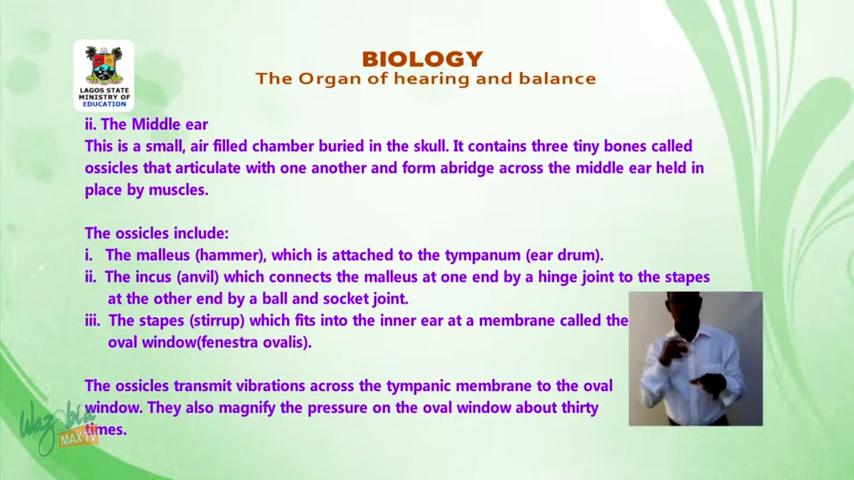 BIOLOGY
The Organ of hearing and balance
LAGOS STATE
MINISTRY OF
EDUCATION
ii. The Middle ear
This is a small, air filled chamber buried in the skull. It contains three tiny bones called
ossicles that articulate with one another and form abridge across the middle ear held in
place by muscles.
The ossicles include:
i. The malleus (hammer), which is attached to the tympanum (ear drum).
ii. The incus (anvil) which connects the malleus at one end by a hinge joint to the stapes
at the other end by a ball and socket joint.
iii. The stapes (stirrup) which fits into the inner ear at a membrane called the
oval window(fenestra ovalis).
The ossicles transmit vibrations across the tympanic membrane to the oval
window. They also magnify the pressure on the oval window about thirty
times.
Wazobia
MAX TV